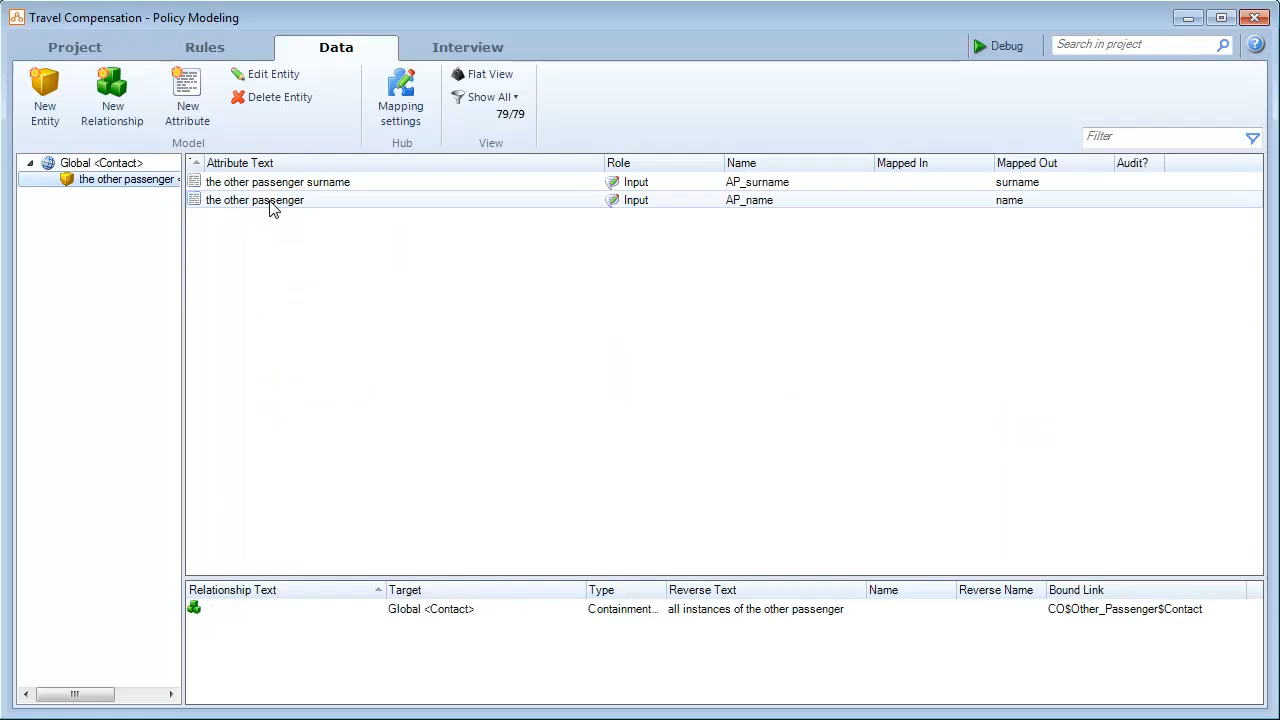 Travel Compensation - Policy Modeling
Project Rules Data Interview
Debug
Search in project
New Entity
New Relationship
New Attribute
Edit Entity
Delete Entity
Model
Mapping settings
Hub
Flat View
Show All
79/79
View
Filter
Global <Contact>
the other passenger
Attribute Text Role Name Mapped In Mapped Out Audit?
the other passenger surname Input AP_surname surname
the other passenger Input AP_name name
Relationship Text Target Type Reverse Text Name Reverse Name Bound Link
Global <Contact> Containment... all instances of the other passenger CO$Other_Passenger$Contact